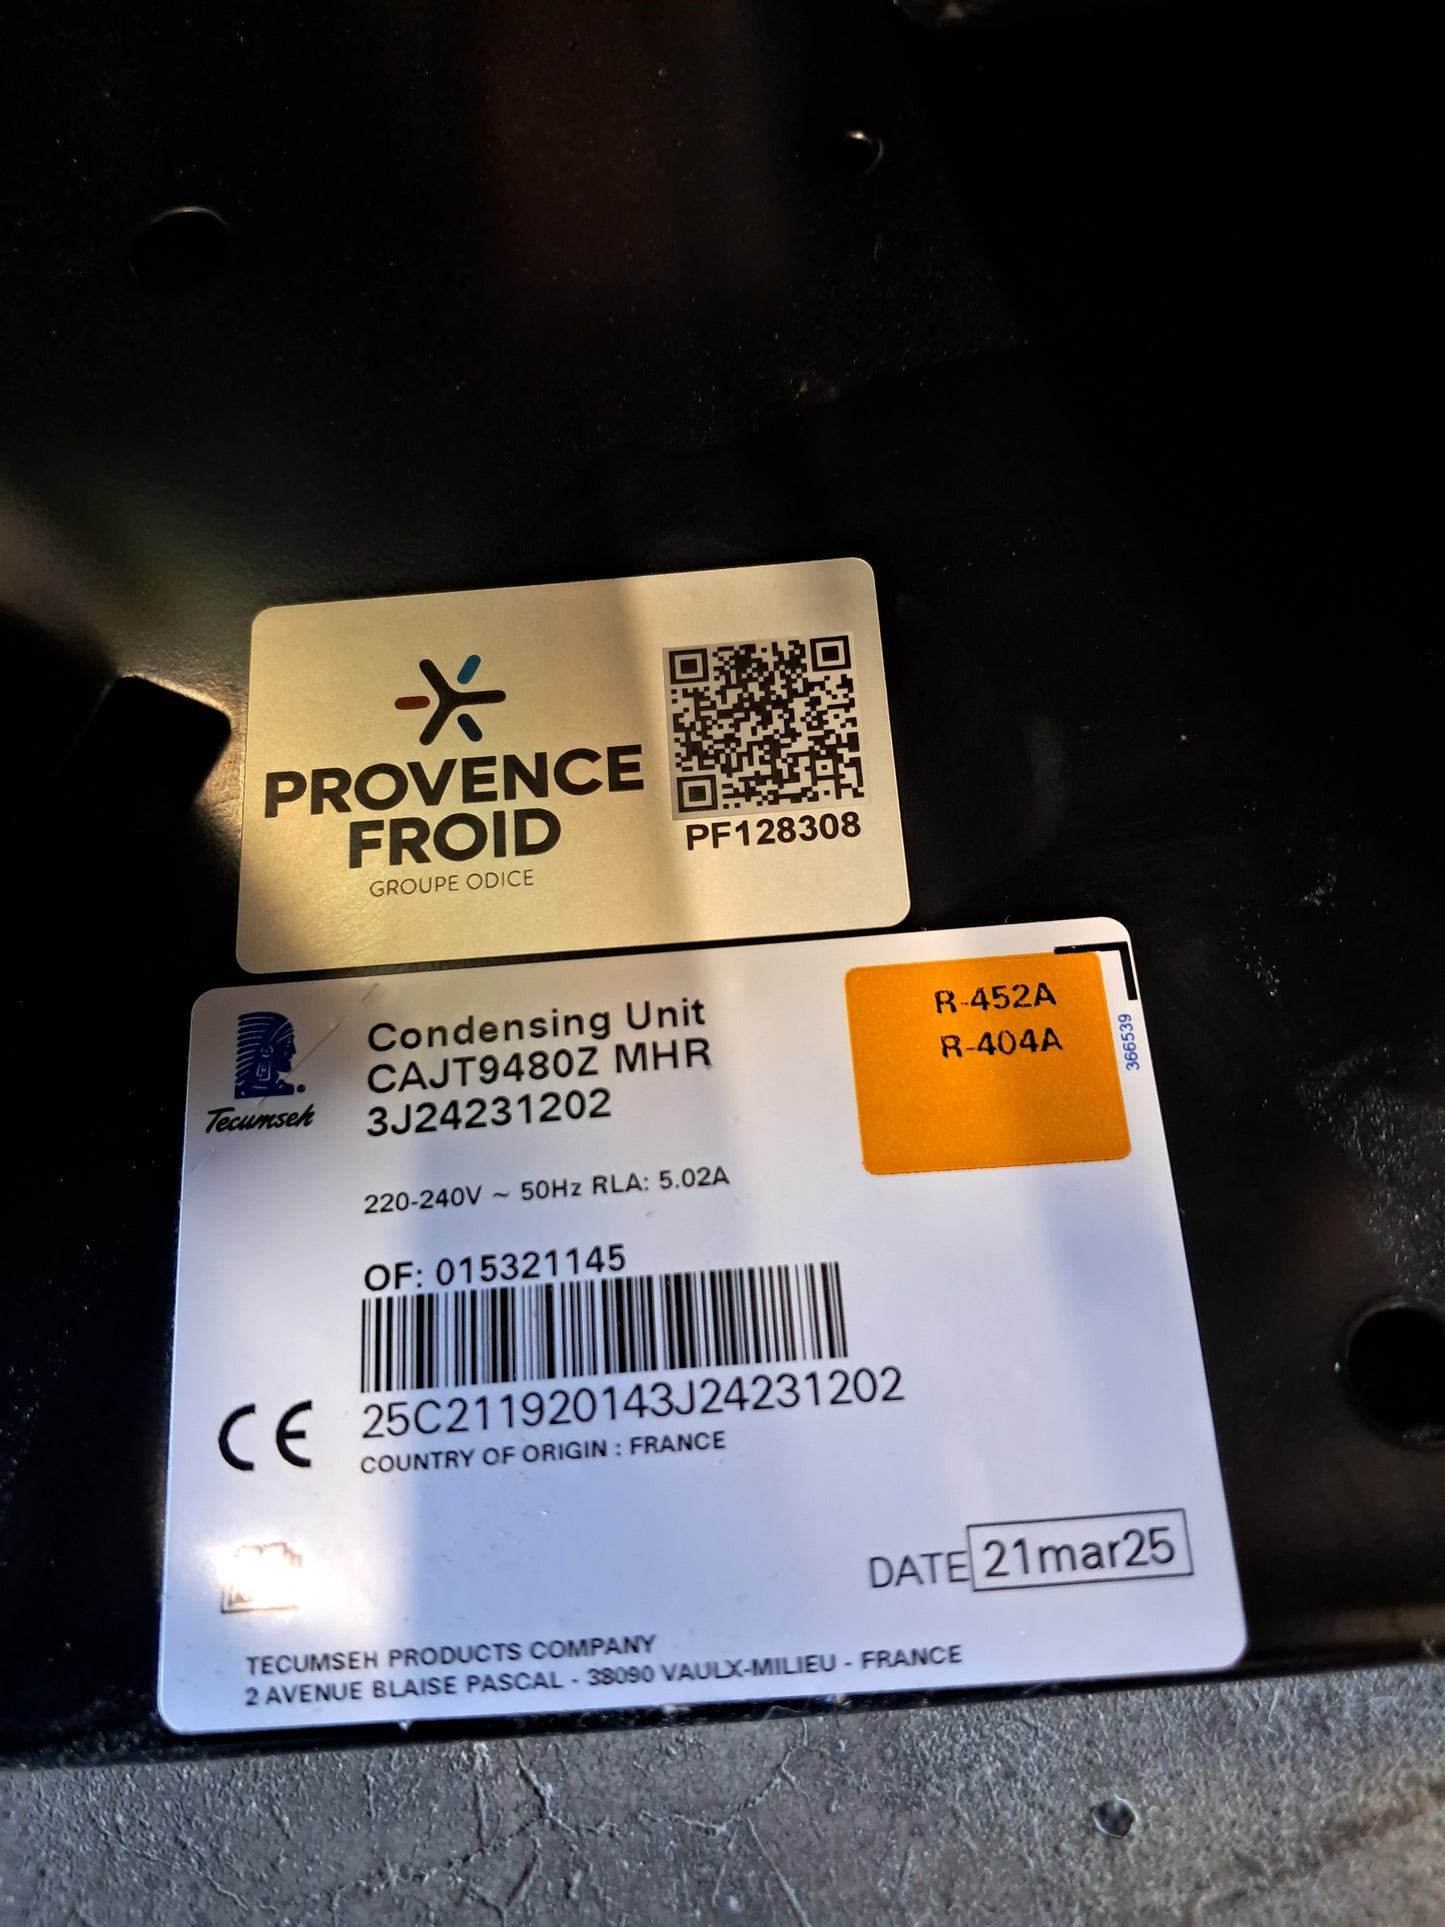 PROVENCE
FROID
GROUPE ODICE
PF128308
Tecumseh
Condensing Unit
CAJT9480Z MHR
3J24231202
R-452A
R-404A
366539
220-240V ~ 50Hz RLA: 5.02A
OF: 015321145
25C211920143J24231202
CE
COUNTRY OF ORIGIN : FRANCE
DATE 21mar25
TECUMSEH PRODUCTS COMPANY
2 AVENUE BLAISE PASCAL - 38090 VAULX-MILIEU - FRANCE